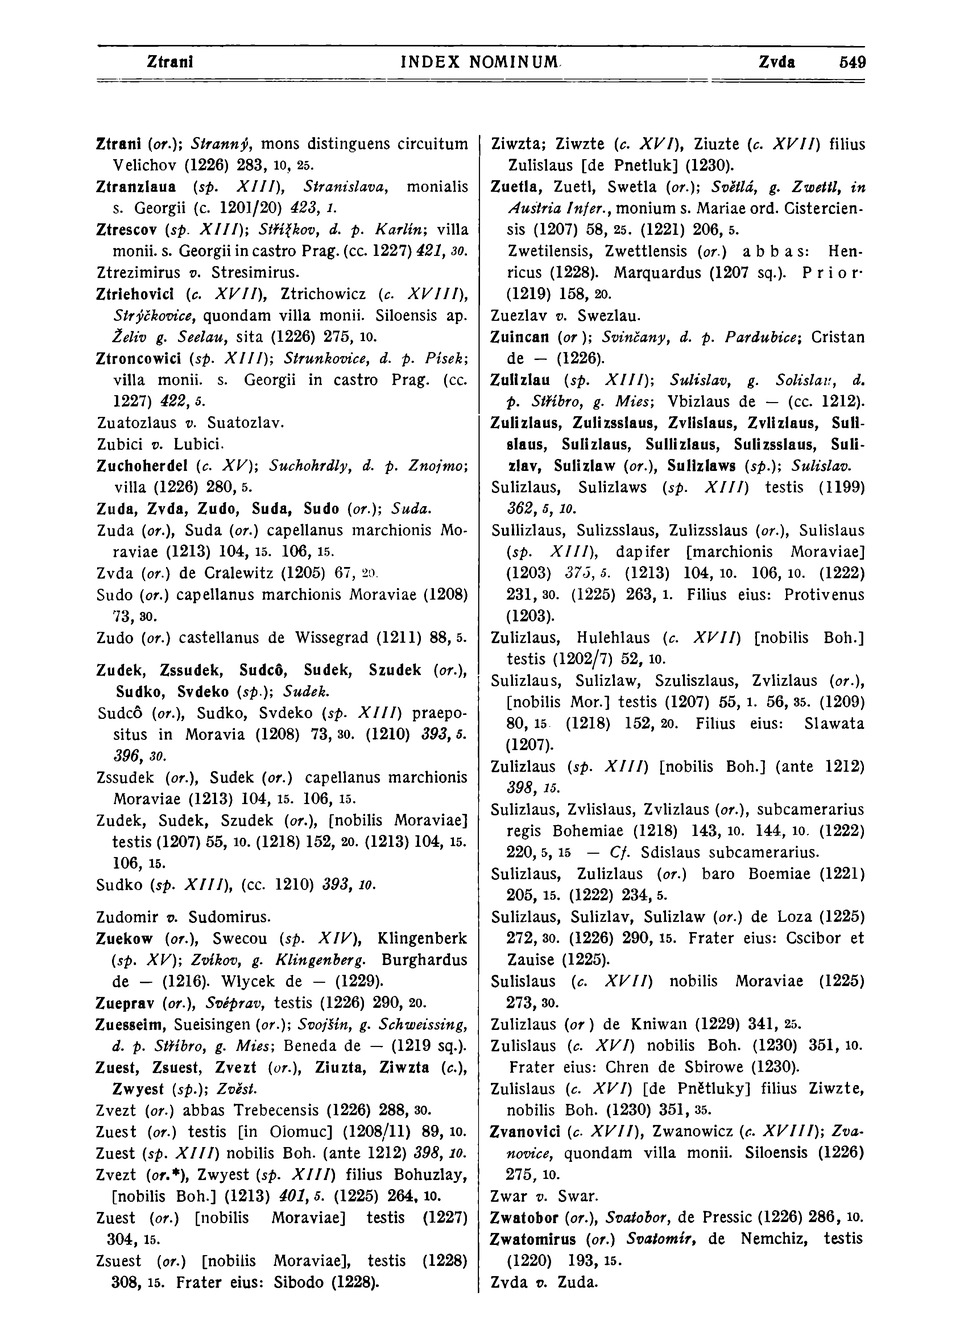 Ztrani INDEX NOMINUM Zvda 549
Ztrani (or.); Stranný, mons distinguens circuitum
Velichov (1226) 283, 10, 25.
Ztranzlaua (sp. XIII), Stranislava, monialis
s. Georgii (c. 1201/20) 423, 1.
Ztrescov (sp. XIII); Střížkov, d. p. Karlín; villa
monii. s. Georgii in castro Prag. (cc. 1227) 421, 30.
Ztrezimirus v. Stresimirus.
Ztriehovici (c. XVII), Ztrichowicz (c. XVIII),
Strýčkovice, quondam villa monii. Siloensis ap.
Želiv g. Seelau, sita (1226) 275, 10.
Ztroncowici (sp. XIII); Strunkovice, d. p. Písek;
villa monii. s. Georgii in castro Prag. (cc.
1227) 422, 5.
Zuatozlaus v. Suatozlav.
Zubici v. Lubici.
Zuchoherdel (c. XV); Suchohrdly, d. p. Znojmo;
villa (1226) 280, 5.
Zuda, Zvda, Zudo, Suda, Sudo (or.); Suda.
Zuda (or.), Suda (or.) capellanus marchionis Mo-
raviae (1213) 104, 15. 106, 15.
Zvda (or.) de Cralewitz (1205) 67, 20.
Sudo (or.) capellanus marchionis Moraviae (1208)
73, 30.
Zudo (or.) castellanus de Wissegrad (1211) 88, 5.
Zudek, Zssudek, Sudcô, Sudek, Szudek (or.),
Sudko, Svdeko (sp.); Sudek.
Sudcô (or.), Sudko, Svdeko (sp. XIII) praepo-
situs in Moravia (1208) 73, 30. (1210) 393, 5.
396, 30.
Zssudek (or.), Sudek (or.) capellanus marchionis
Moraviae (1213) 104, 15. 106, 15.
Zudek, Sudek, Szudek (or.), [nobilis Moraviae]
testis (1207) 55, 10. (1218) 152, 20. (1213) 104, 15.
106, 15.
Sudko (sp. XIII), (cc. 1210) 393, 10.
Zudomir v. Sudomirus.
Zuekow (or.), Swecou (sp. XIV), Klingenberk
(sp. XV); Zvíkov, g. Klingenberg. Burghardus
de — (1216). Wlycek de — (1229).
Zueprav (or.), Svéprav, testis (1226) 290, 20.
Zuesseim, Sueisingen (or.); Svojšín, g. Schweissing,
d. p. Stříbro, g. Mies; Beneda de — (1219 sq.).
Zuest, Zsuest, Zvezt (or.), Ziuzta, Ziwzta (c.),
Zwyest (sp.); Zvěst.
Zvezt (or.) abbas Trebecensis (1226) 288, 30.
Zuest (or.) testis [in Olomuc] (1208/11) 89, 10.
Zuest (sp. XIII) nobilis Boh. (ante 1212) 398, 10.
Zvezt (or.*), Zwyest (sp. XIII) filius Bohuzlay,
[nobilis Boh.] (1213) 401, 5. (1225) 264, 10.
Zuest (or.) [nobilis Moraviae] testis (1227)
304, 15.
Zsuest (or.) [nobilis Moraviae], testis (1228)
308, 15. Frater eius: Sibodo (1228).
Ziwzta; Ziwzte (c. XVI), Ziuzte (c. XVII) filius
Zulislaus [de Pnetluk] (1230).
Zuetla, Zuetl, Swetla (or.); Světlá, g. Zwettl, in
Austria Infer., monium s. Mariae ord. Cistercien-
sis (1207) 58, 25. (1221) 206, 5.
Zwetilensis, Zwettlensis (or.) abbas: Hen-
ricus (1228). Marquardus (1207 sq.). Prior
(1219) 158, 20.
Zuezlav v. Swezlau.
Zuincan (or); Svinčany, d. p. Pardubice; Cristan
de — (1226).
Zulizlau (sp. XIII); Sulislav, g. Solislau, d.
p. Stříbro, g. Mies; Vbizlaus de — (cc. 1212).
Zulizlaus, Zulizsslaus, Zvlislaus, Zvlizlaus, Suli-
slaus, Sulizlaus, Sullizlaus, Sulizsslaus, Suli-
zlav, Sulizlaw (or.), Sulizlaws (sp.); Sulislav.
Sulizlaus, Sulizlaws (sp. XIII) testis (1199)
362, 5, 10.
Sullizlaus, Sulizsslaus, Zulizsslaus (or.), Sulislaus
(sp. XIII), dapifer [marchionis Moraviae]
(1203) 375, 5. (1213) 104, 10. 106, 10. (1222)
231, 30. (1225) 263, 1. Filius eius: Protivenus
(1203).
Zulizlaus, Hulehlaus (c. XVII) [nobilis Boh.]
testis (1202/7) 52, 10.
Sulizlaus, Sulizlaw, Szuliszlaus, Zvlizlaus (or.),
[nobilis Mor.] testis (1207) 55, 1. 56, 35. (1209)
80, 15 (1218) 152, 20. Filius eius: Slawata
(1207).
Zulizlaus (sp. XIII) [nobilis Boh.] (ante 1212)
398, 15.
Sulizlaus, Zvlislaus, Zvlizlaus (or.), subcamerarius
regis Bohemiae (1218) 143, 10. 144, 10. (1222)
220, 5, 15 — Cf. Sdislaus subcamerarius.
Sulizlaus, Zulizlaus (or.) baro Boemiae (1221)
205, 15. (1222) 234, 5.
Sulizlaus, Sulizlav, Sulizlaw (or.) de Loza (1225)
272, 30. (1226) 290, 15. Frater eius: Cscibor et
Zauise (1225).
Sulislaus (c. XVII) nobilis Moraviae (1225)
273, 30.
Zulizlaus (or) de Kniwan (1229) 341, 25.
Zulislaus (c. XVI) nobilis Boh. (1230) 351, 10.
Frater eius: Chren de Sbirowe (1230).
Zulislaus (c. XVI) [de Pnětluky] filius Ziwzte,
nobilis Boh. (1230) 351, 35.
Zvanovici (c. XVII), Zwanowicz (c. XVIII); Zva-
novice, quondam villa monii. Siloensis (1226)
275, 10.
Zwar v. Swar.
Zwatobor (or.), Svatobor, de Pressic (1226) 286, 10.
Zwatomirus (or.) Svatomír, de Nemchiz, testis
(1220) 193, 15.
Zvda v. Zuda.